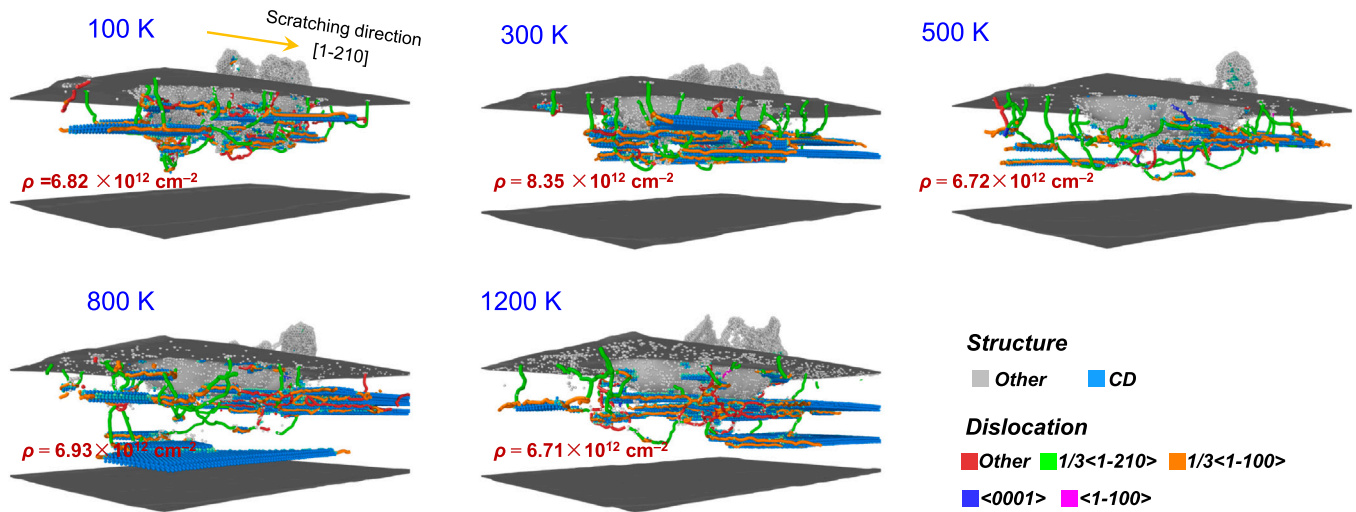 100 K
Scratching direction
[1-210]
ρ =6.82 ×10¹² cm⁻²
300 K
ρ = 8.35 ×10¹² cm⁻²
500 K
ρ = 6.72×10¹² cm⁻²
800 K
ρ = 6.93×10¹² cm⁻²
1200 K
ρ = 6.71×10¹² cm⁻²
Structure
Other CD
Dislocation
Other 1/3<1-210> 1/3<1-100>
<0001> <1-100>